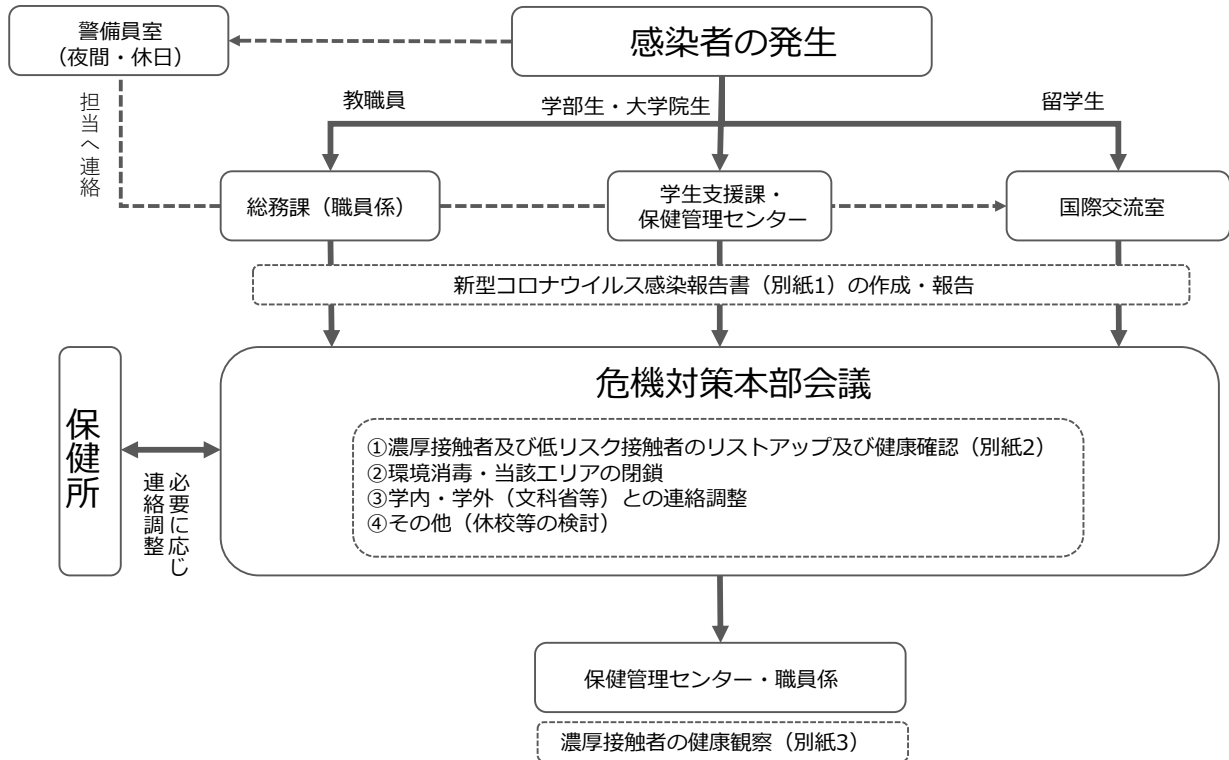 感染者の発生
警備員室
（夜間・休日）
担当へ連絡
教職員
学部生・大学院生
留学生
総務課（職員係）
学生支援課・
保健管理センター
国際交流室
新型コロナウイルス感染報告書（別紙1）の作成・報告
危機対策本部会議
①濃厚接触者及び低リスク接触者のリストアップ及び健康確認（別紙2）
②環境消毒・当該エリアの閉鎖
③学内・学外（文科省等）との連絡調整
④その他（休校等の検討）
保健所
必要に応じ
連絡調整
保健管理センター・職員係
濃厚接触者の健康観察（別紙3）